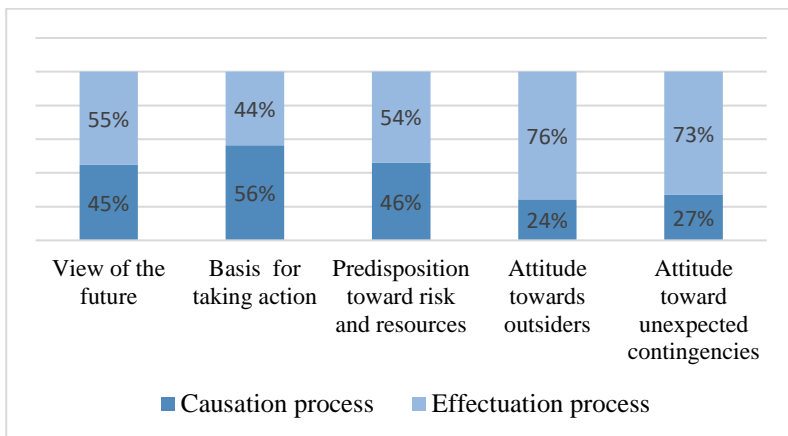 55%
44%
54%
76%
73%
45%
56%
46%
24%
27%
View of the
future
Basis for
taking action
Predisposition
toward risk
and resources
Attitude
towards
outsiders
Attitude
toward
unexpected
contingencies
Causation process
Effectuation process